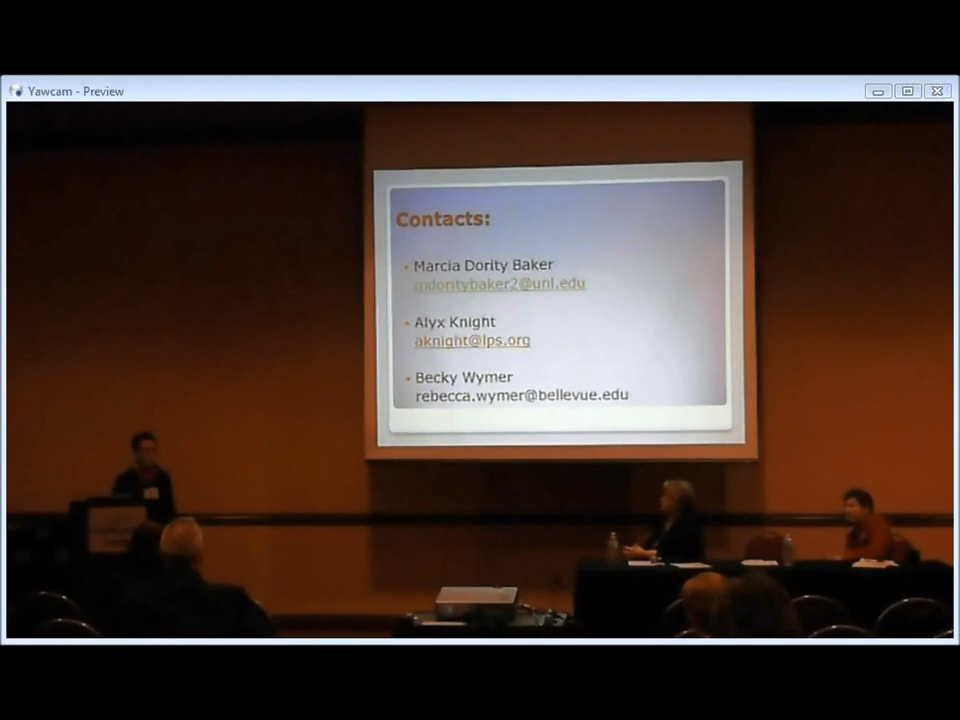 Yawcam - Preview
Contacts:
• Marcia Dority Baker
mdoritybaker2@unl.edu
• Alyx Knight
aknight@lps.org
• Becky Wymer
rebecca.wymer@bellevue.edu